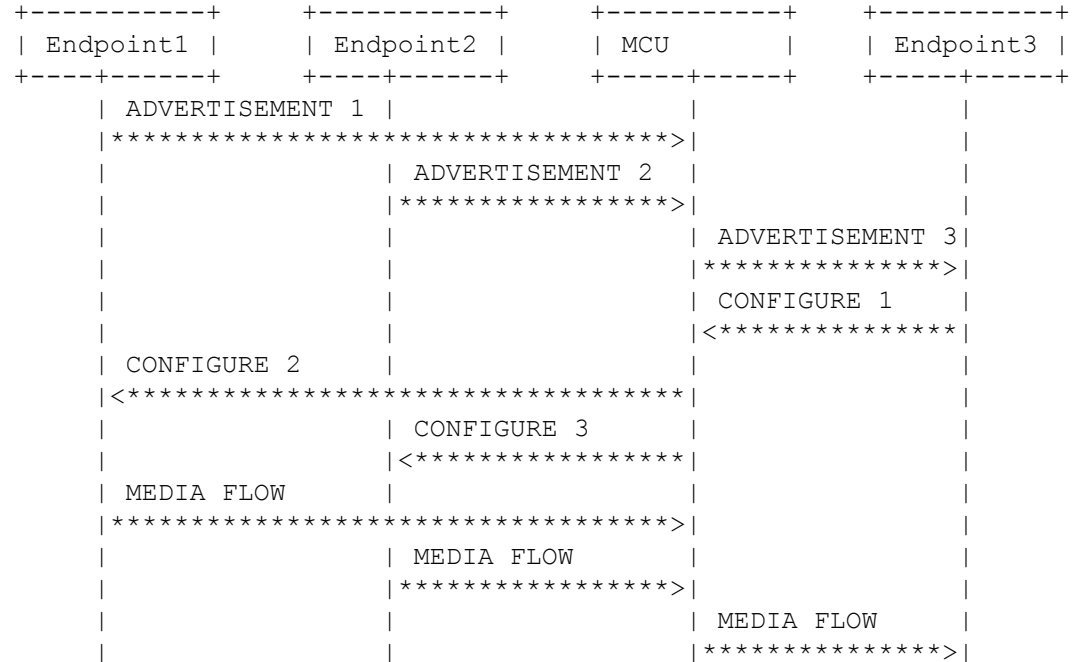 +-----------+     +-----------+     +-----------+    +-----------+
| Endpoint1 |     | Endpoint2 |     | MCU       |    | Endpoint3 |
+----+------+     +----+------+     +-----+-----+    +-----+-----+
     | ADVERTISEMENT 1 |                  |                |
     |***********************************>|                |
     |                 | ADVERTISEMENT 2  |                |
     |                 |*****************>|                |
     |                 |                  | ADVERTISEMENT 3|
     |                 |                  |***************>|
     |                 |                  | CONFIGURE 1    |
     |                 |                  |<***************|
     | CONFIGURE 2     |                  |                |
     |<***********************************|                |
     |                 | CONFIGURE 3      |                |
     |                 |<*****************|                |
     | MEDIA FLOW      |                  |                |
     |***********************************>|                |
     |                 | MEDIA FLOW       |                |
     |                 |*****************>|                |
     |                 |                  | MEDIA FLOW     |
     |                 |                  |***************>|